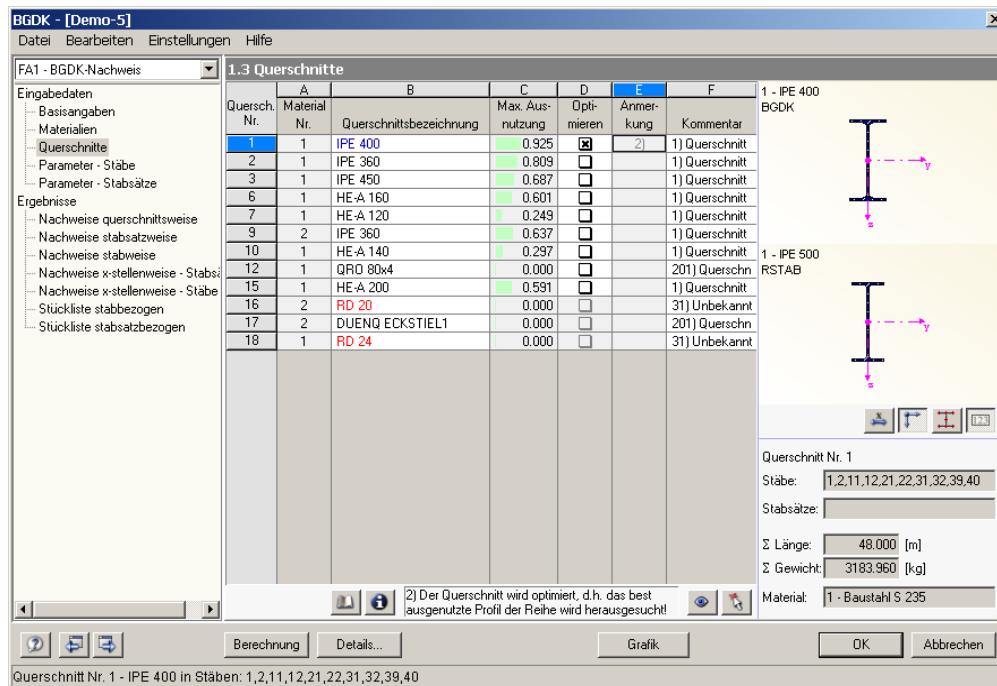 BGDK - [Demo-5]
Datei Bearbeiten Einstellungen Hilfe
FA1 - BGDK-Nachweis
Eingabedaten
Basisangaben
Materialien
Querschnitte
Parameter - Stäbe
Parameter - Stabsätze
Ergebnisse
Nachweise querschnittsweise
Nachweise stabsatzweise
Nachweise stabweise
Nachweise x-stellenweise - Stabsä
Nachweise x-stellenweise - Stäbe
Stückliste stabbezogen
Stückliste stabsatzbezogen
1.3 Querschnitte
A B C D E F
Quersch. Material Max. Aus- Opti- Anmer-
Nr. Nr. Querschnittsbezeichnung nutzung mieren kung Kommentar
1 1 IPE 400 0.925 2) 1) Querschnitt
2 1 IPE 360 0.809 1) Querschnitt
3 1 IPE 450 0.687 1) Querschnitt
6 1 HE-A 160 0.601 1) Querschnitt
7 1 HE-A 120 0.249 1) Querschnitt
9 2 IPE 360 0.637 1) Querschnitt
10 1 HE-A 140 0.297 1) Querschnitt
12 1 QRO 80x4 0.000 201) Querschn
15 1 HE-A 200 0.591 1) Querschnitt
16 2 RD 20 0.000 31) Unbekannt
17 2 DUENQ ECKSTIEL1 0.000 201) Querschn
18 1 RD 24 0.000 31) Unbekannt
2) Der Querschnitt wird optimiert, d.h. das best
ausgenutzte Profil der Reihe wird herausgesucht!
1 - IPE 400
BGDK
y
z
1 - IPE 500
RSTAB
y
z
Querschnitt Nr. 1
Stäbe: 1,2,11,12,21,22,31,32,39,40
Stabsätze:
Σ Länge: 48.000 [m]
Σ Gewicht: 3183.960 [kg]
Material: 1 - Baustahl S 235
Berechnung Details... Grafik OK Abbrechen
Querschnitt Nr. 1 - IPE 400 in Stäben: 1,2,11,12,21,22,31,32,39,40